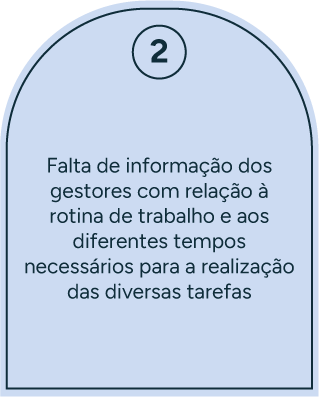 2
Falta de informação dos
gestores com relação à
rotina de trabalho e aos
diferentes tempos
necessários para a realização
das diversas tarefas